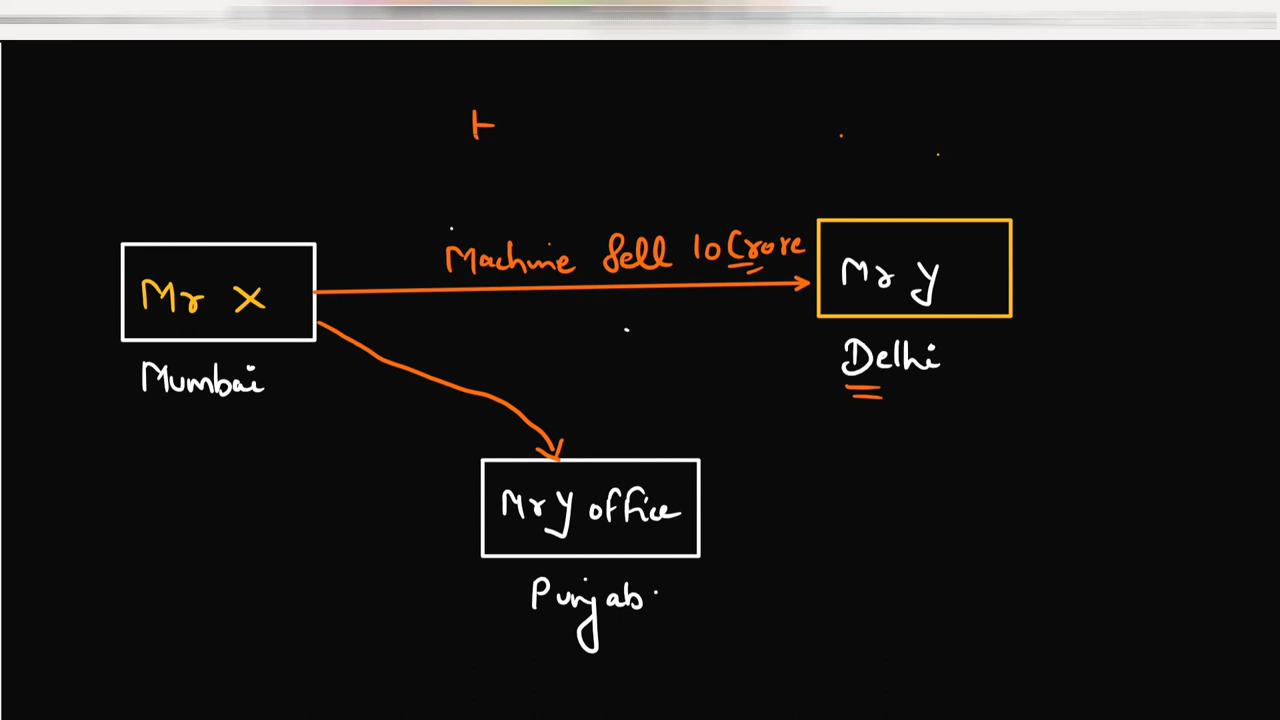 Machine Sell 10 Crore
Mr X
Mr y
Mumbai
Delhi
Mr y office
Punjab